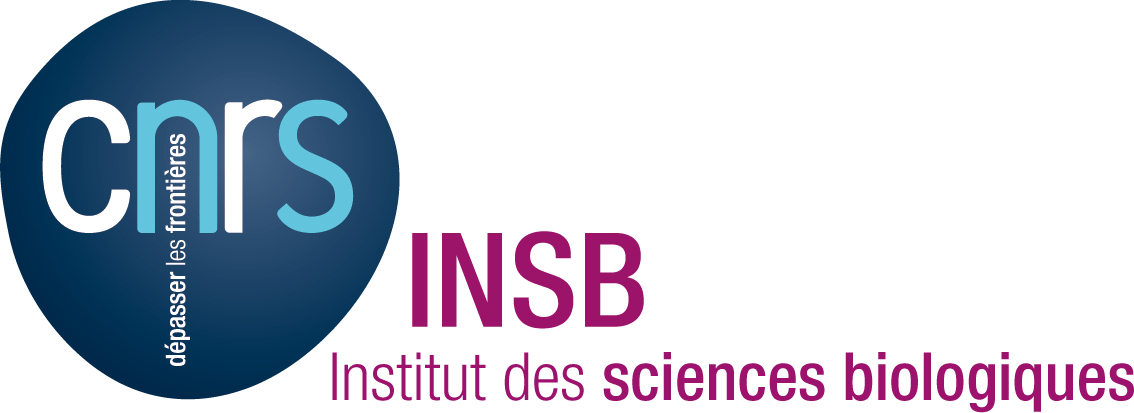 cnrs
dépasser les frontières
INSB
Institut des sciences biologiques